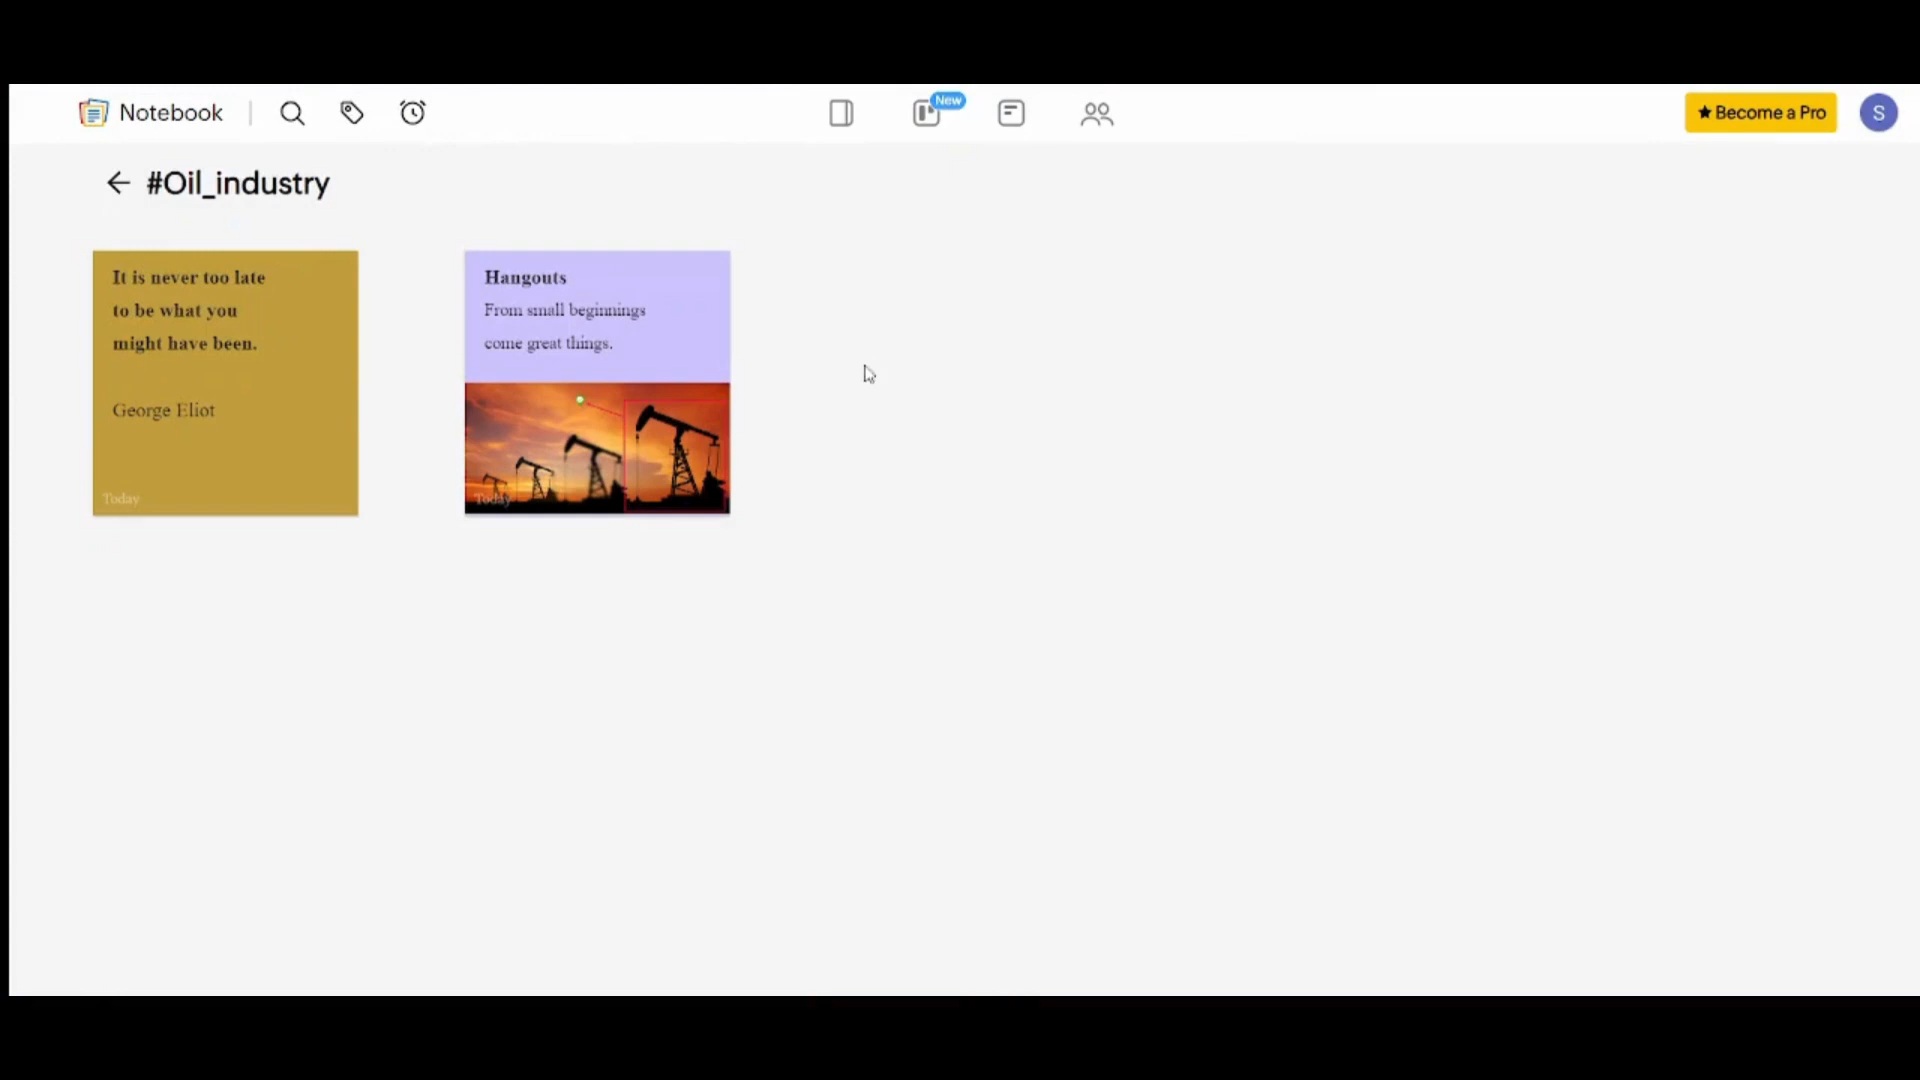 Notebook
New
★ Become a Pro
S
#Oil_industry
It is never too late
to be what you
might have been.
George Eliot
Today
Hangouts
From small beginnings
come great things.
Today